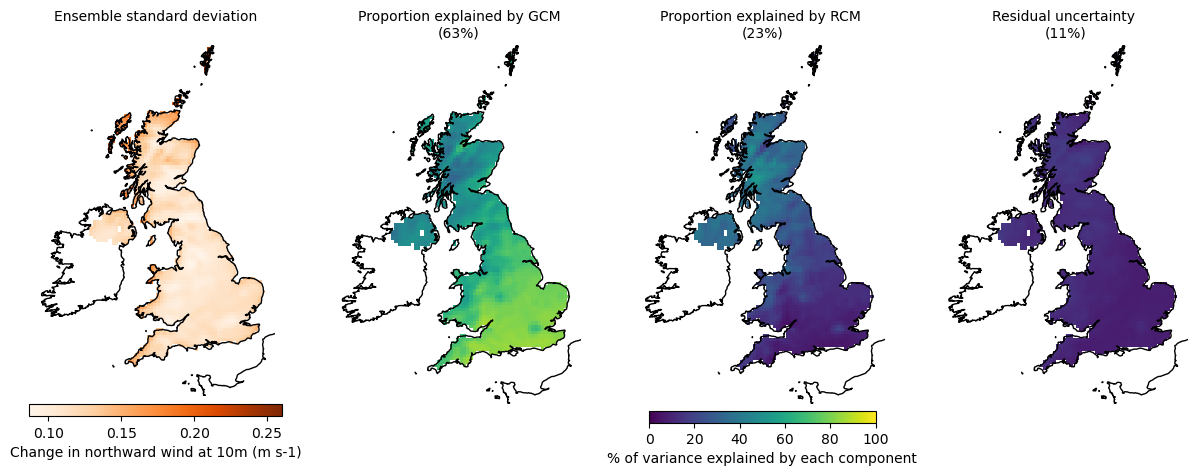 Ensemble standard deviation
Proportion explained by GCM
(63%)
Proportion explained by RCM
(23%)
Residual uncertainty
(11%)
0.10 0.15 0.20 0.25
Change in northward wind at 10m (m s-1)
0 20 40 60 80 100
% of variance explained by each component